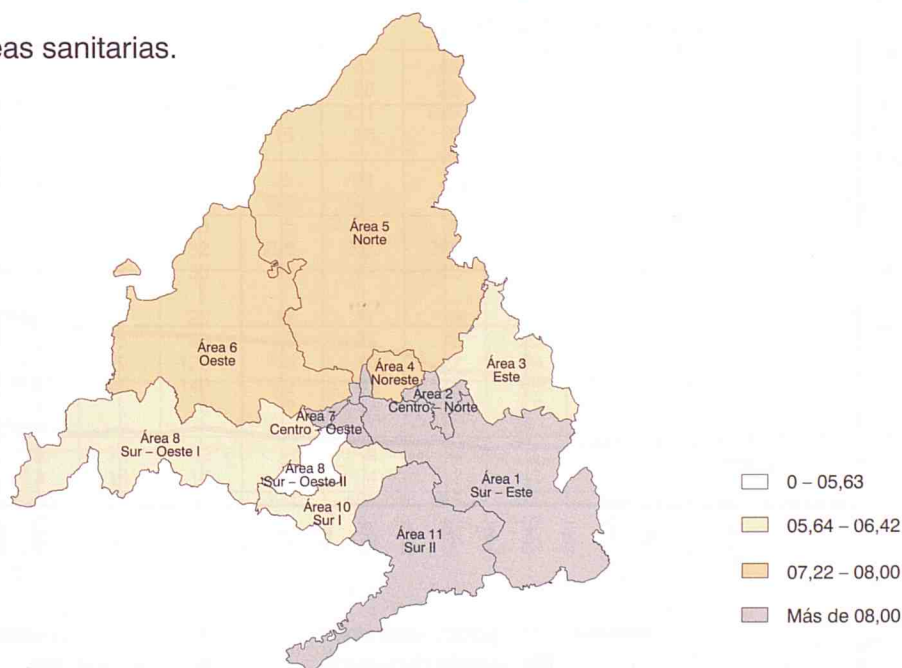 eas sanitarias.
Área 5
Norte
Área 6
Oeste
Área 4
Noreste
Área 3
Este
Área 2
Centro – Norte
Área 7
Centro – Oeste
Área 8
Sur – Oeste I
Área 8
Sur – Oeste II
Área 1
Sur – Este
Área 10
Sur I
Área 11
Sur II
0 – 05,63
05,64 – 06,42
07,22 – 08,00
Más de 08,00